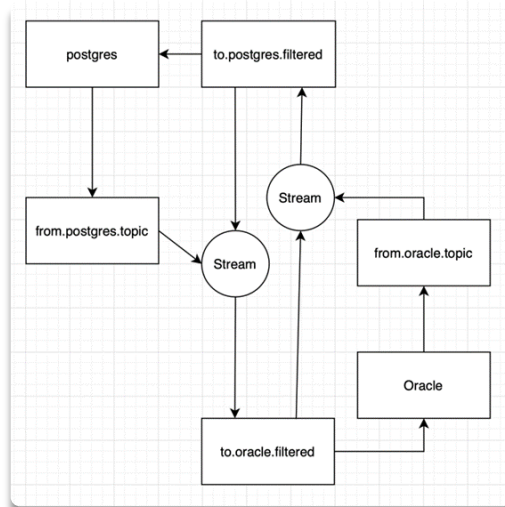 postgres
to.postgres.filtered
Stream
from.postgres.topic
Stream
from.oracle.topic
Oracle
to.oracle.filtered